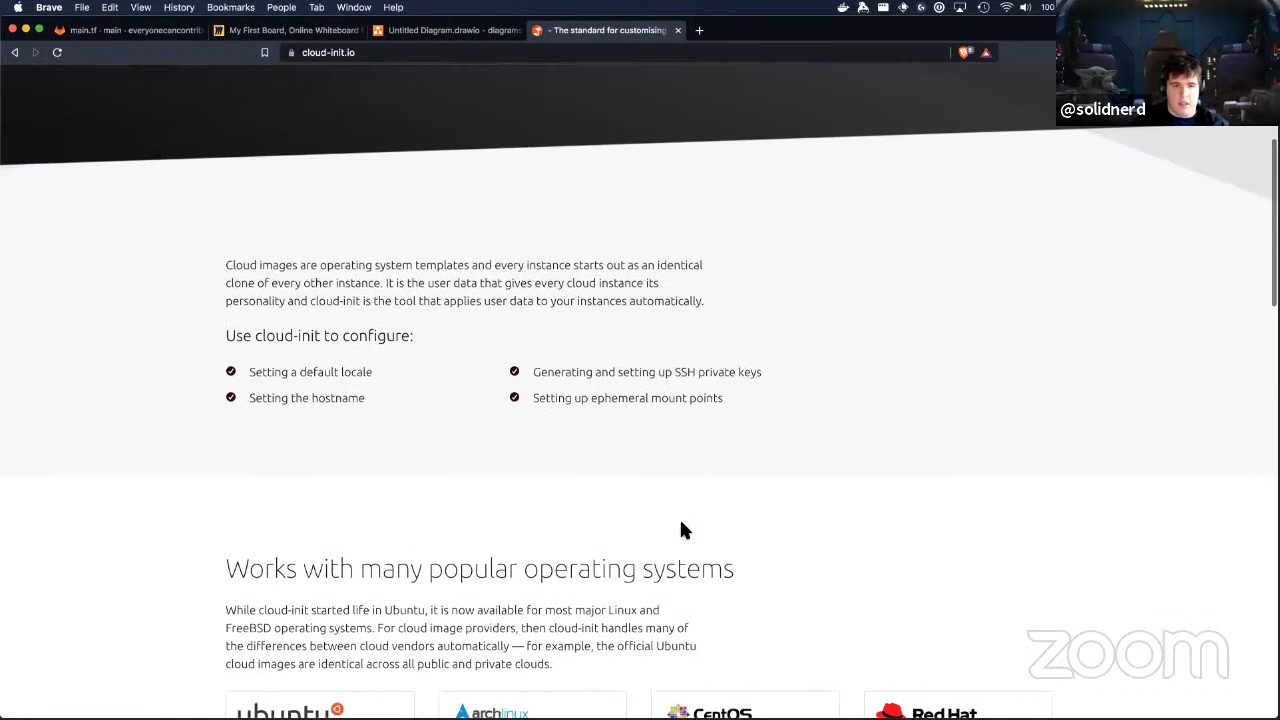 Brave File Edit View History Bookmarks People Tab Window Help 100
main.tf · main · everyonecancontrib
My First Board, Online Whiteboard
Untitled Diagram.drawio - diagrams
- The standard for customising
cloud-init.io
@solidnerd
Cloud images are operating system templates and every instance starts out as an identical
clone of every other instance. It is the user data that gives every cloud instance its
personality and cloud-init is the tool that applies user data to your instances automatically.
Use cloud-init to configure:
Setting a default locale
Generating and setting up SSH private keys
Setting the hostname
Setting up ephemeral mount points
Works with many popular operating systems
While cloud-init started life in Ubuntu, it is now available for most major Linux and
FreeBSD operating systems. For cloud image providers, then cloud-init handles many of
the differences between cloud vendors automatically — for example, the official Ubuntu
cloud images are identical across all public and private clouds.
zoom
ubuntu
archlinux
CentOS
Red Hat